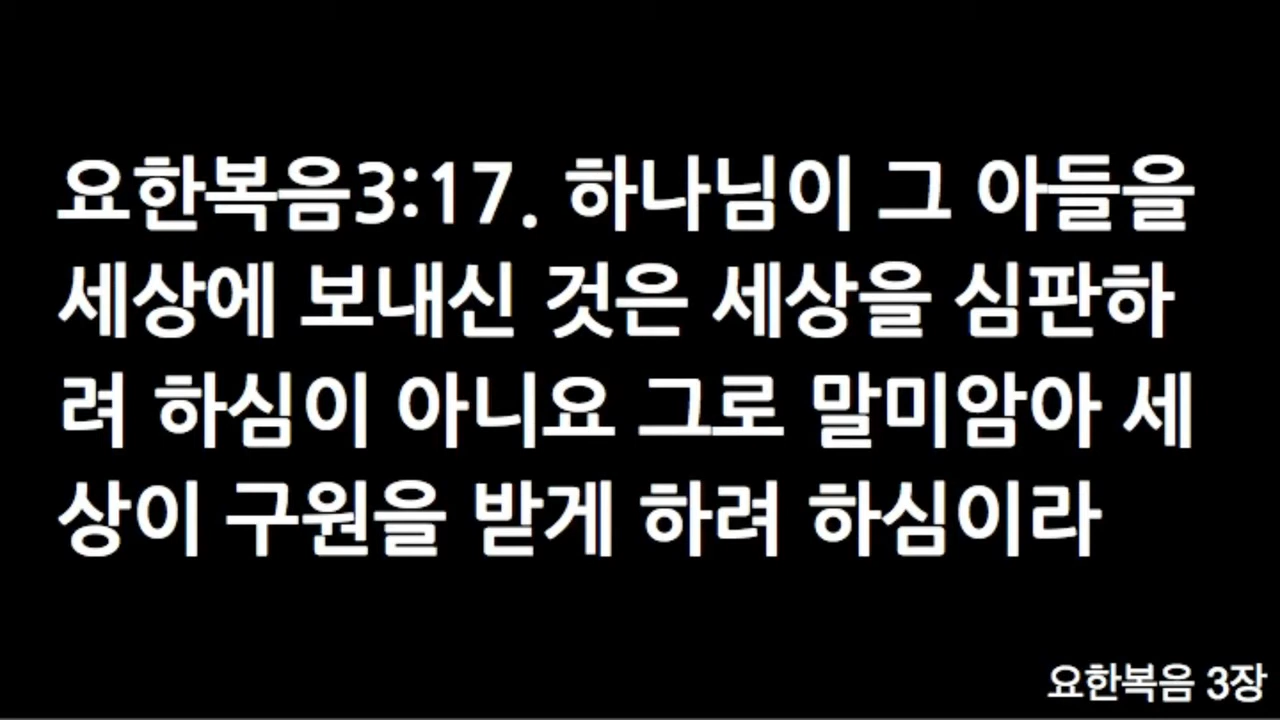 요한복음3:17. 하나님이 그 아들을
세상에 보내신 것은 세상을 심판하
려 하심이 아니요 그로 말미암아 세
상이 구원을 받게 하려 하심이라
요한복음 3장